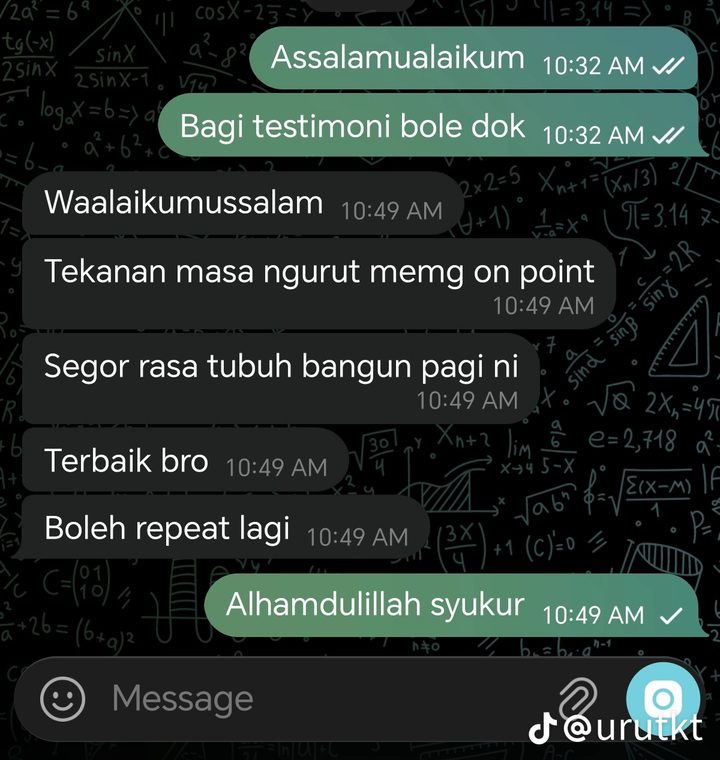 Assalamualaikum 10:32 AM
Bagi testimoni bole dok 10:32 AM
Waalaikumussalam 10:49 AM
Tekanan masa ngurut memg on point
10:49 AM
Segor rasa tubuh bangun pagi ni
10:49 AM
Terbaik bro 10:49 AM
Boleh repeat lagi 10:49 AM
Alhamdulillah syukur 10:49 AM
Message
@urutkt